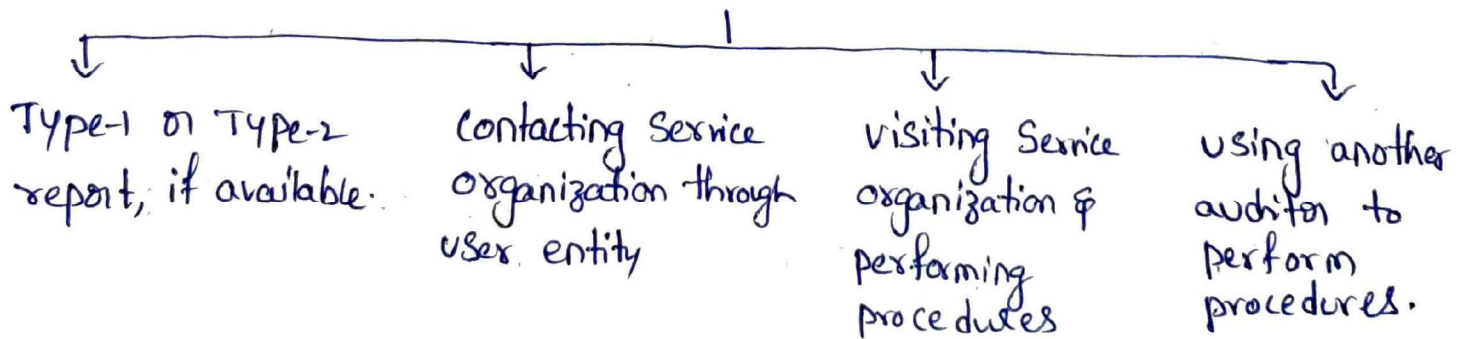 Type-1 or Type-2
report, if available.
contacting Service
organization through
user entity
visiting Service
organization &
performing
procedures
using another
auditor to
perform
procedures.